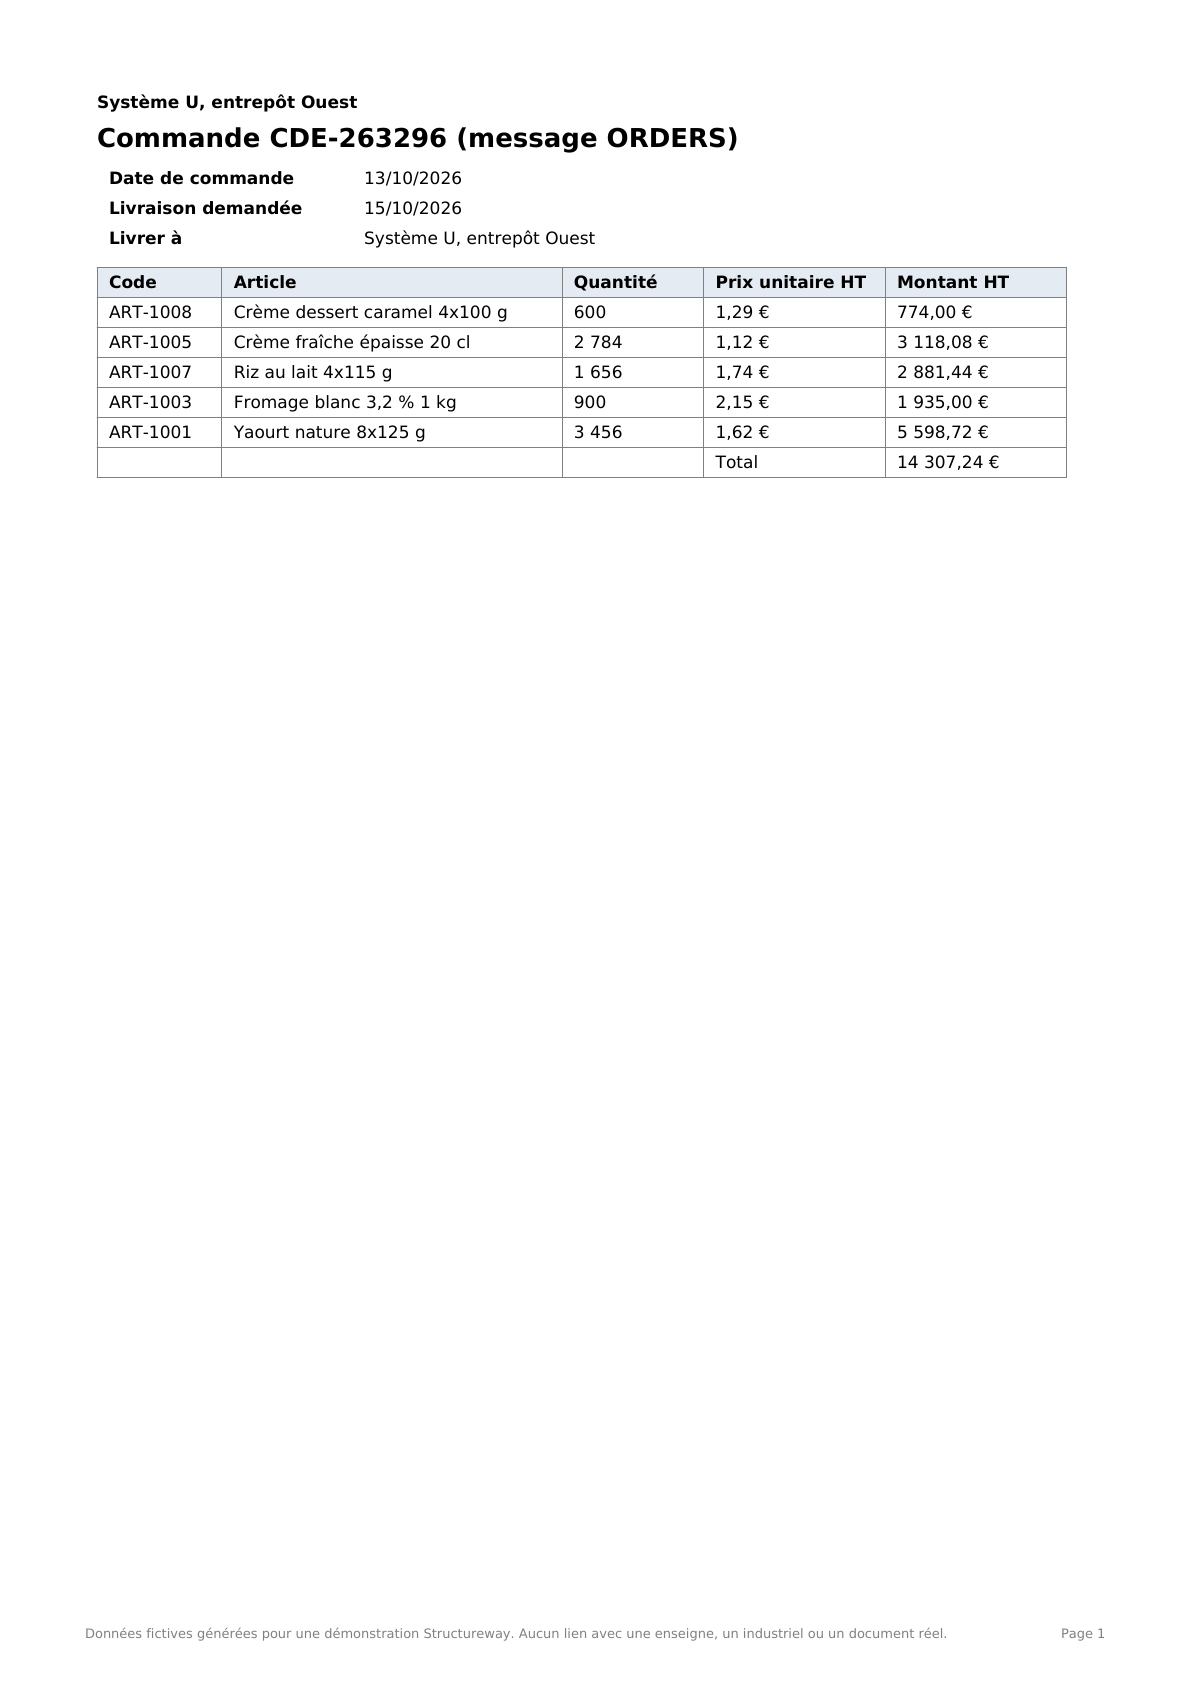 Système U, entrepôt Ouest
Commande CDE-263296 (message ORDERS)
Date de commande 13/10/2026
Livraison demandée 15/10/2026
Livrer à Système U, entrepôt Ouest
Code Article Quantité Prix unitaire HT Montant HT
ART-1008 Crème dessert caramel 4x100 g 600 1,29 € 774,00 €
ART-1005 Crème fraîche épaisse 20 cl 2 784 1,12 € 3 118,08 €
ART-1007 Riz au lait 4x115 g 1 656 1,74 € 2 881,44 €
ART-1003 Fromage blanc 3,2 % 1 kg 900 2,15 € 1 935,00 €
ART-1001 Yaourt nature 8x125 g 3 456 1,62 € 5 598,72 €
Total 14 307,24 €
Données fictives générées pour une démonstration Structureway. Aucun lien avec une enseigne, un industriel ou un document réel. Page 1